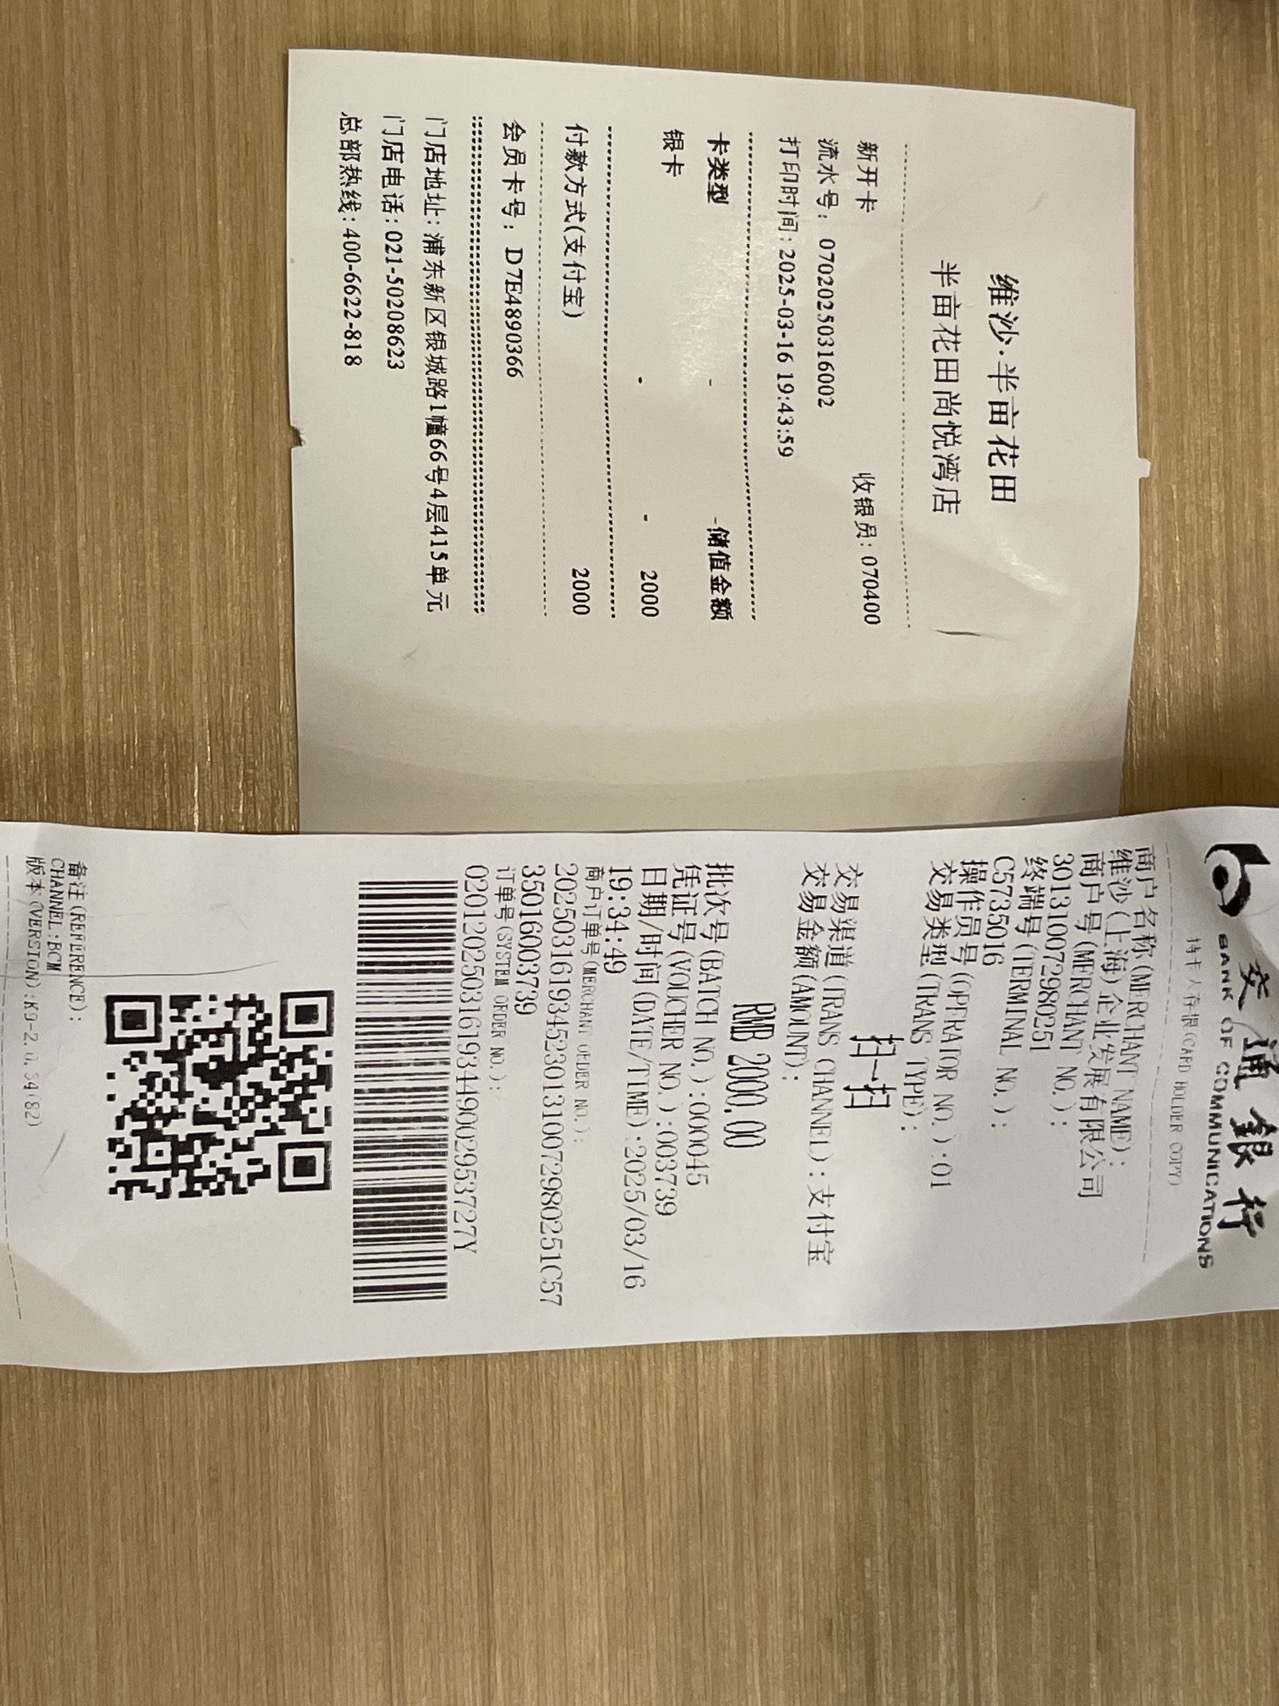 维沙·半亩花田
半亩花田尚悦湾店
新开卡 收银员: 070400
流水号: 07020250316002
打印时间: 2025-03-16 19:43:59
卡类型 - -储值金额
银卡 - - 2000
付款方式(支付宝) 2000
会员卡号: D7E4890366
门店地址: 浦东新区银城路1幢66号4层415单元
门店电话: 021-50208623
总部热线: 400-6622-818
交通银行
BANK OF COMMUNICATIONS
持卡人存根(CARD HOLDER COPY)
商户名称(MERCHANT NAME):
维沙(上海)企业发展有限公司
商户号(MERCHANT NO.):
301310072980251
终端号(TERMINAL NO.):
C5735016
操作员号(OPERATOR NO.):01
交易类型(TRANS TYPE):
扫一扫
交易渠道(TRANS CHANNEL):支付宝
交易金额(AMOUNT):
RMB 2000.00
批次号(BATCH NO.):000045
凭证号(VOUCHER NO.):003739
日期/时间(DATE/TIME):2025/03/16
19:34:49
商户订单号(MERCHANT ORDER NO.):
20250316193452301310072980251C57
35016003739
订单号(SYSTEM ORDER NO.):
020120250316193449002953727Y
备注(REFERENCE):
CHANNEL:BCM
版本(VERSION):K9-2.0.S4(82)